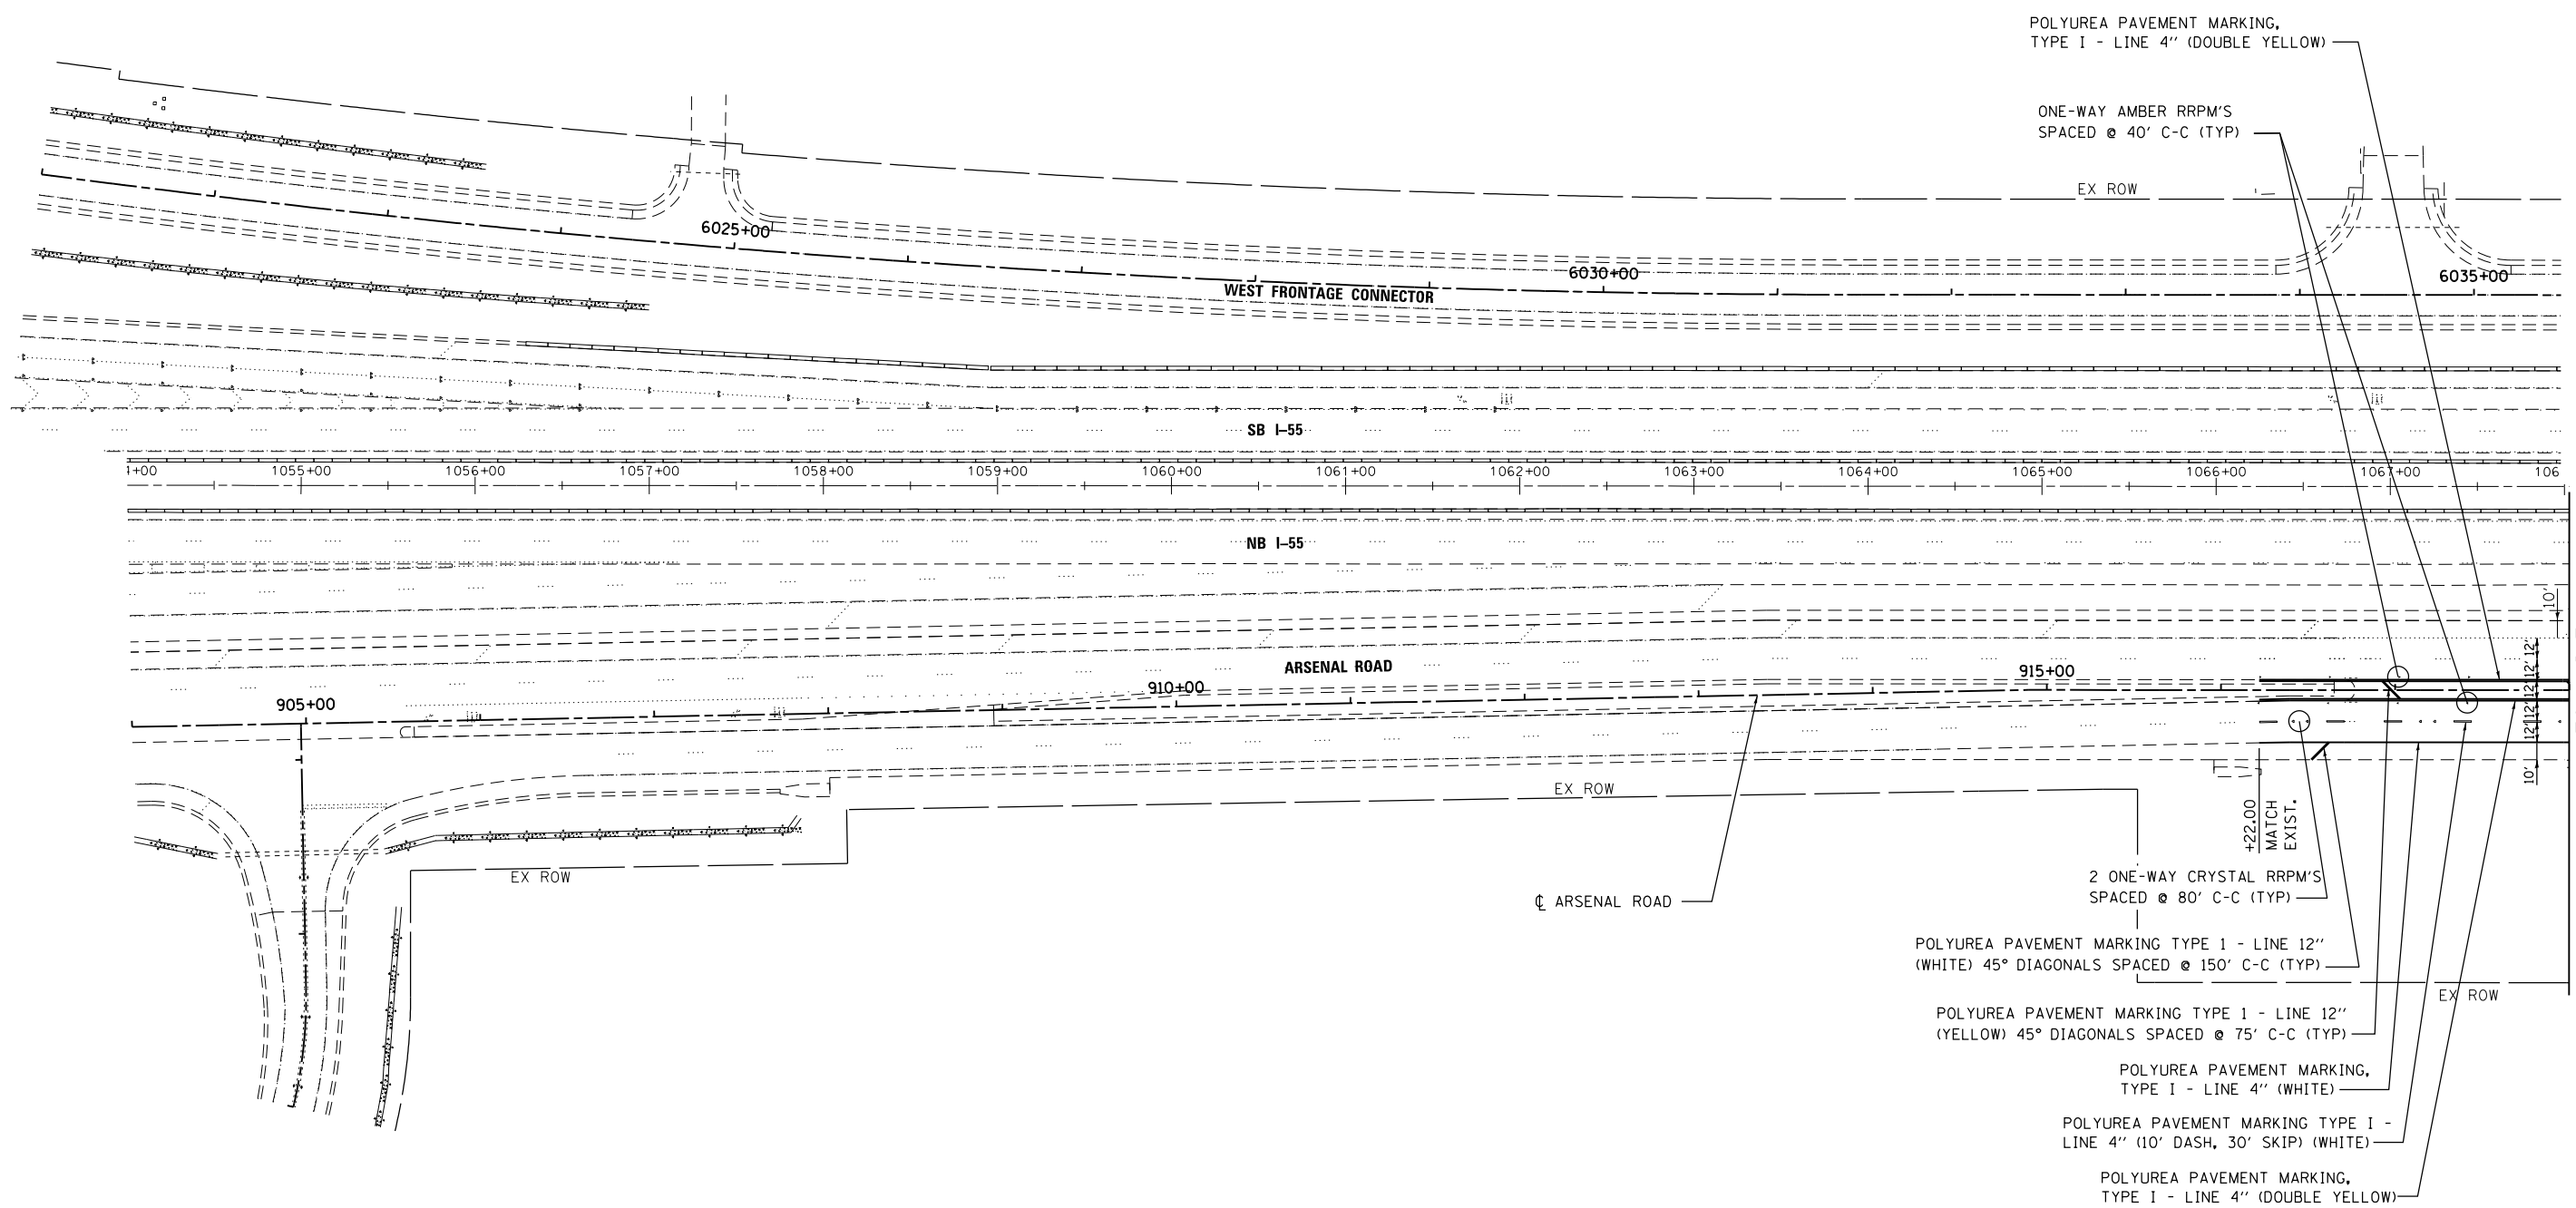 POLYUREA PAVEMENT MARKING,
TYPE I - LINE 4'' (DOUBLE YELLOW)
ONE-WAY AMBER RRPM'S
SPACED @ 40' C-C (TYP)
EX ROW
6025+00
6030+00
6035+00
WEST FRONTAGE CONNECTOR
SB I-55
1055+00
1056+00
1057+00
1058+00
1059+00
1060+00
1061+00
1062+00
1063+00
1064+00
1065+00
1066+00
1067+00
NB I-55
10'
12'
12'
12'
12'
12'
10'
ARSENAL ROAD
905+00
910+00
915+00
EX ROW
EX ROW
+22.00
MATCH
EXIST.
℄ ARSENAL ROAD
2 ONE-WAY CRYSTAL RRPM'S
SPACED @ 80' C-C (TYP)
POLYUREA PAVEMENT MARKING TYPE 1 - LINE 12''
(WHITE) 45° DIAGONALS SPACED @ 150' C-C (TYP)
EX ROW
POLYUREA PAVEMENT MARKING TYPE 1 - LINE 12''
(YELLOW) 45° DIAGONALS SPACED @ 75' C-C (TYP)
POLYUREA PAVEMENT MARKING,
TYPE I - LINE 4'' (WHITE)
POLYUREA PAVEMENT MARKING TYPE I -
LINE 4'' (10' DASH, 30' SKIP) (WHITE)
POLYUREA PAVEMENT MARKING,
TYPE I - LINE 4'' (DOUBLE YELLOW)